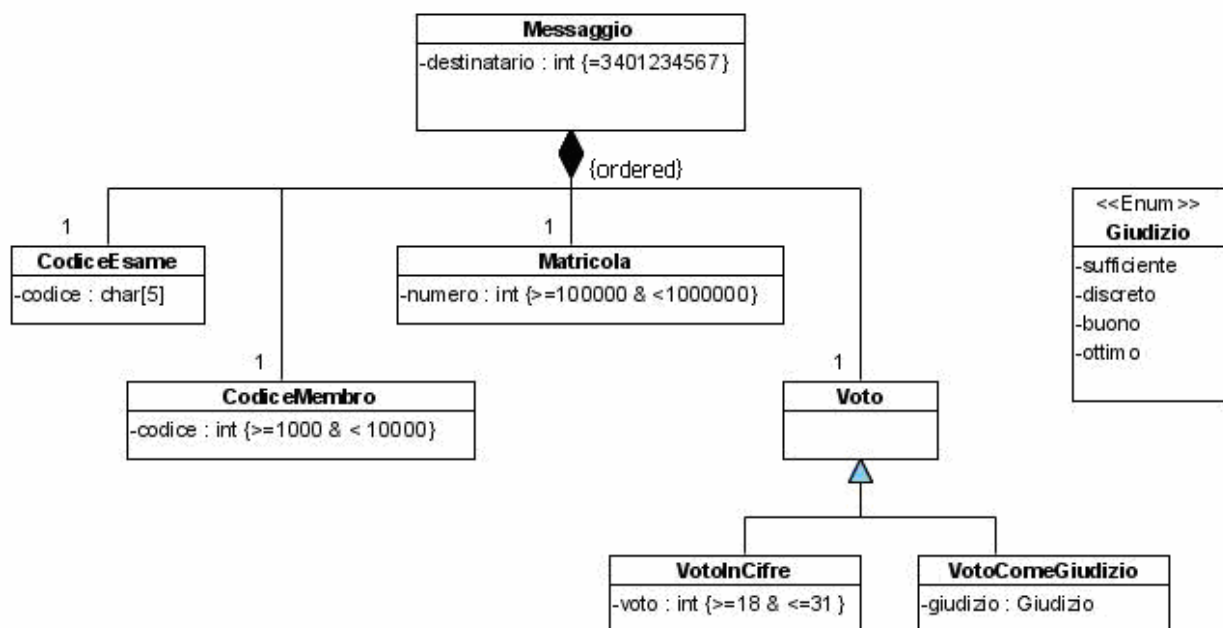 Messaggio
-destinatario : int {=3401234567}
{ordered}
1
CodiceEsame
-codice : char[5]
1
Matricola
-numero : int {>=100000 & <1000000}
<<Enum>>
Giudizio
-sufficiente
-discreto
-buono
-ottimo
1
CodiceMembro
-codice : int {>=1000 & < 10000}
1
Voto
VotoInCifre
-voto : int {>=18 & <=31 }
VotoComeGiudizio
-giudizio : Giudizio